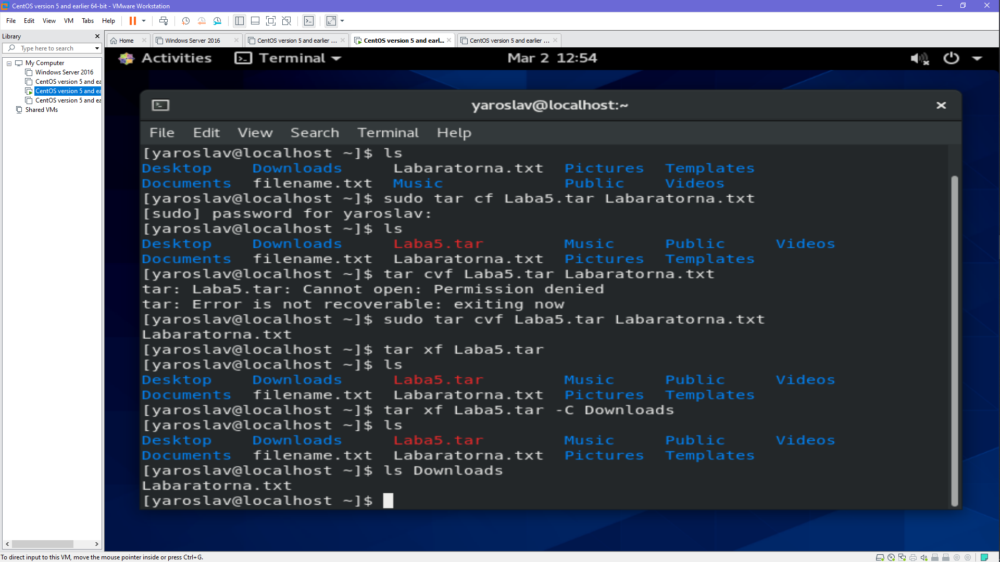 CentOS version 5 and earlier 64-bit - VMware Workstation
File Edit View VM Tabs Help
Library
Type here to search
My Computer
Windows Server 2016
CentOS version 5 and ea
CentOS version 5 and ea
CentOS version 5 and ea
Shared VMs
Home Windows Server 2016 CentOS version 5 and earlier ... CentOS version 5 and earl... CentOS version 5 and earlier ...
Activities Terminal Mar 2 12:54
yaroslav@localhost:~
File Edit View Search Terminal Help
[yaroslav@localhost ~]$ ls
Desktop Downloads Labaratorna.txt Pictures Templates
Documents filename.txt Music Public Videos
[yaroslav@localhost ~]$ sudo tar cf Laba5.tar Labaratorna.txt
[sudo] password for yaroslav:
[yaroslav@localhost ~]$ ls
Desktop Downloads Laba5.tar Music Public Videos
Documents filename.txt Labaratorna.txt Pictures Templates
[yaroslav@localhost ~]$ tar cvf Laba5.tar Labaratorna.txt
tar: Laba5.tar: Cannot open: Permission denied
tar: Error is not recoverable: exiting now
[yaroslav@localhost ~]$ sudo tar cvf Laba5.tar Labaratorna.txt
Labaratorna.txt
[yaroslav@localhost ~]$ tar xf Laba5.tar
[yaroslav@localhost ~]$ ls
Desktop Downloads Laba5.tar Music Public Videos
Documents filename.txt Labaratorna.txt Pictures Templates
[yaroslav@localhost ~]$ tar xf Laba5.tar -C Downloads
[yaroslav@localhost ~]$ ls
Desktop Downloads Laba5.tar Music Public Videos
Documents filename.txt Labaratorna.txt Pictures Templates
[yaroslav@localhost ~]$ ls Downloads
Labaratorna.txt
[yaroslav@localhost ~]$
To direct input to this VM, move the mouse pointer inside or press Ctrl+G.